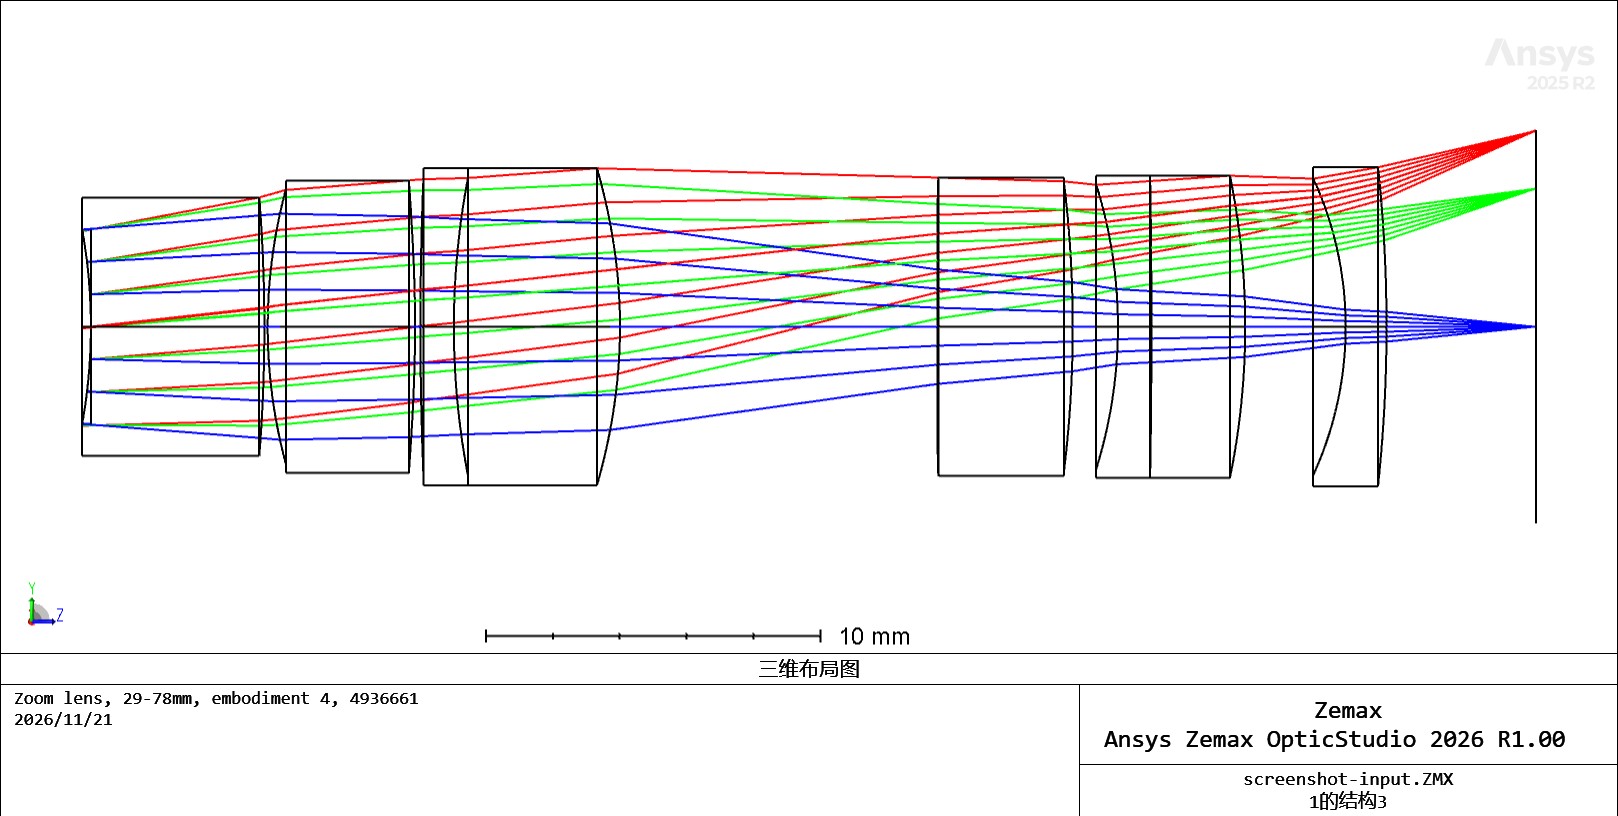 Ansys
2025 R2
Y
Z
10 mm
三维布局图
Zoom lens, 29-78mm, embodiment 4, 4936661
2026/11/21
Zemax
Ansys Zemax OpticStudio 2026 R1.00
screenshot-input.ZMX
1的结构3